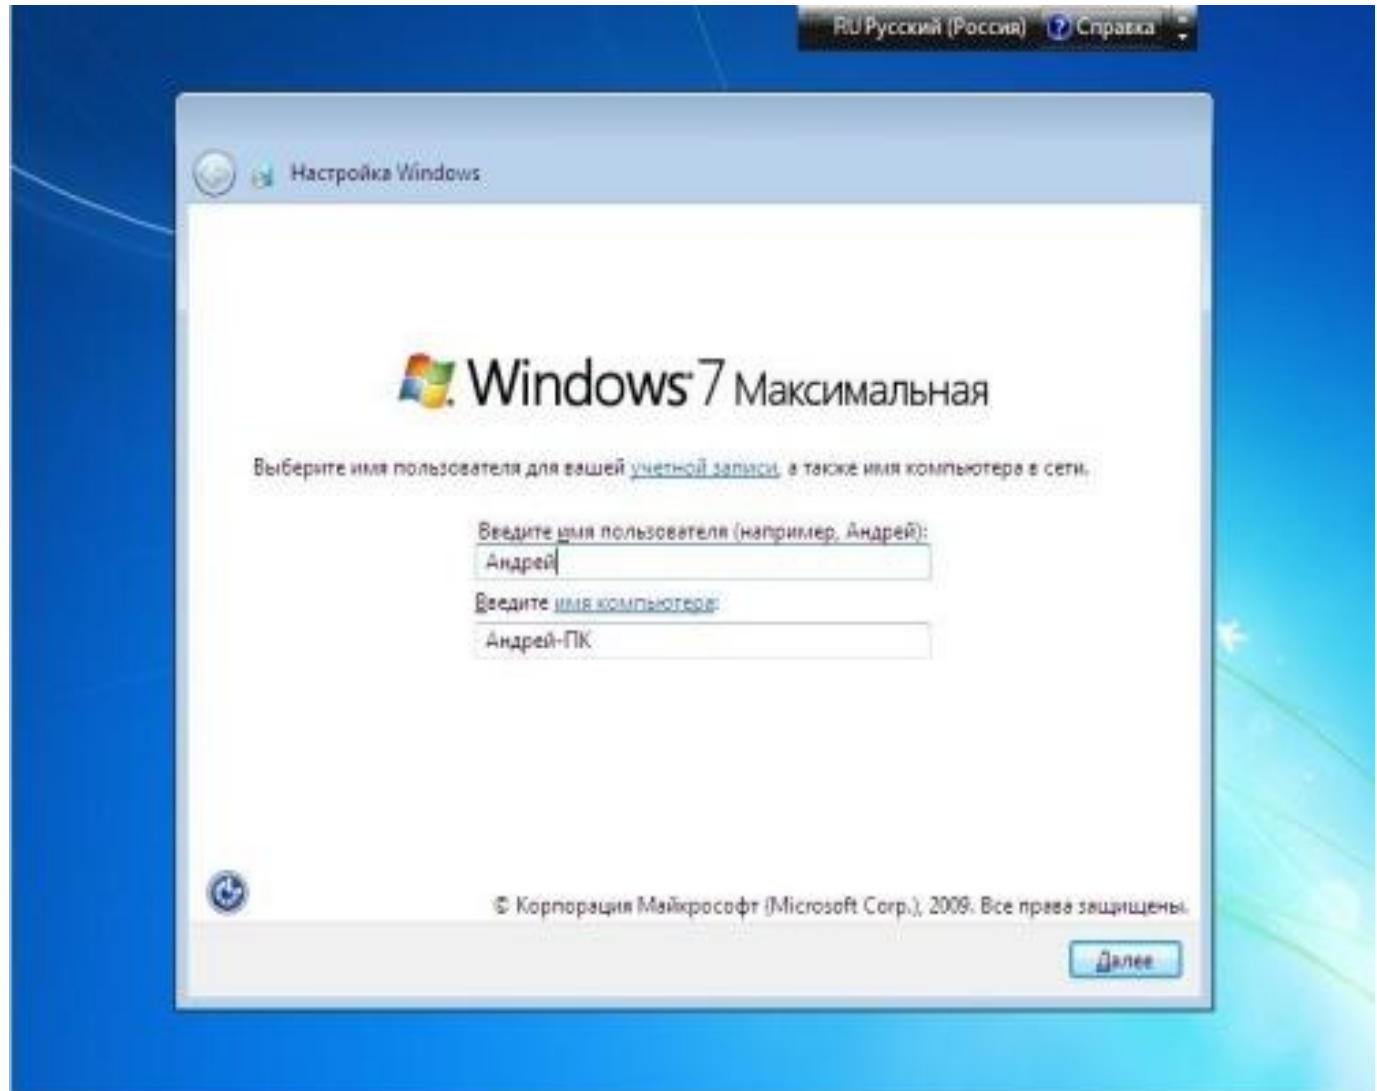 RU Русский (Россия) ? Справка
Настройка Windows
Windows 7 Максимальная
Выберите имя пользователя для вашей учетной записи, а также имя компьютера в сети.
Введите имя пользователя (например, Андрей):
Андрей
Введите имя компьютера:
Андрей-ПК
© Корпорация Майкрософт (Microsoft Corp.), 2009. Все права защищены.
Далее